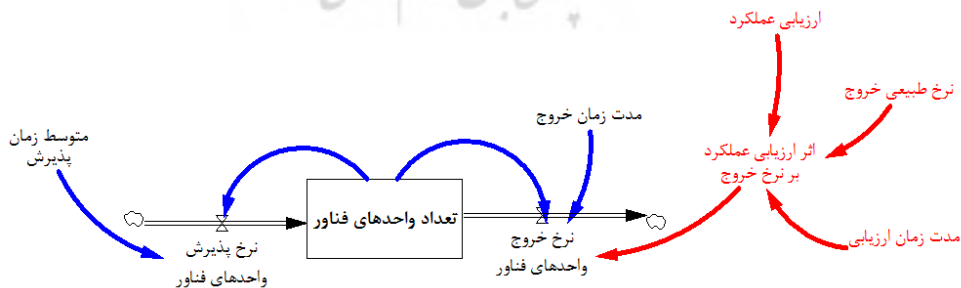 ارزیابی عملکرد
نرخ طبیعی خروج
مدت زمان خروج
متوسط زمان
پذیرش
اثر ارزیابی عملکرد
بر نرخ خروج
تعداد واحدهای فناور
نرخ خروج
واحدهای فناور
نرخ پذیرش
واحدهای فناور
مدت زمان ارزیابی